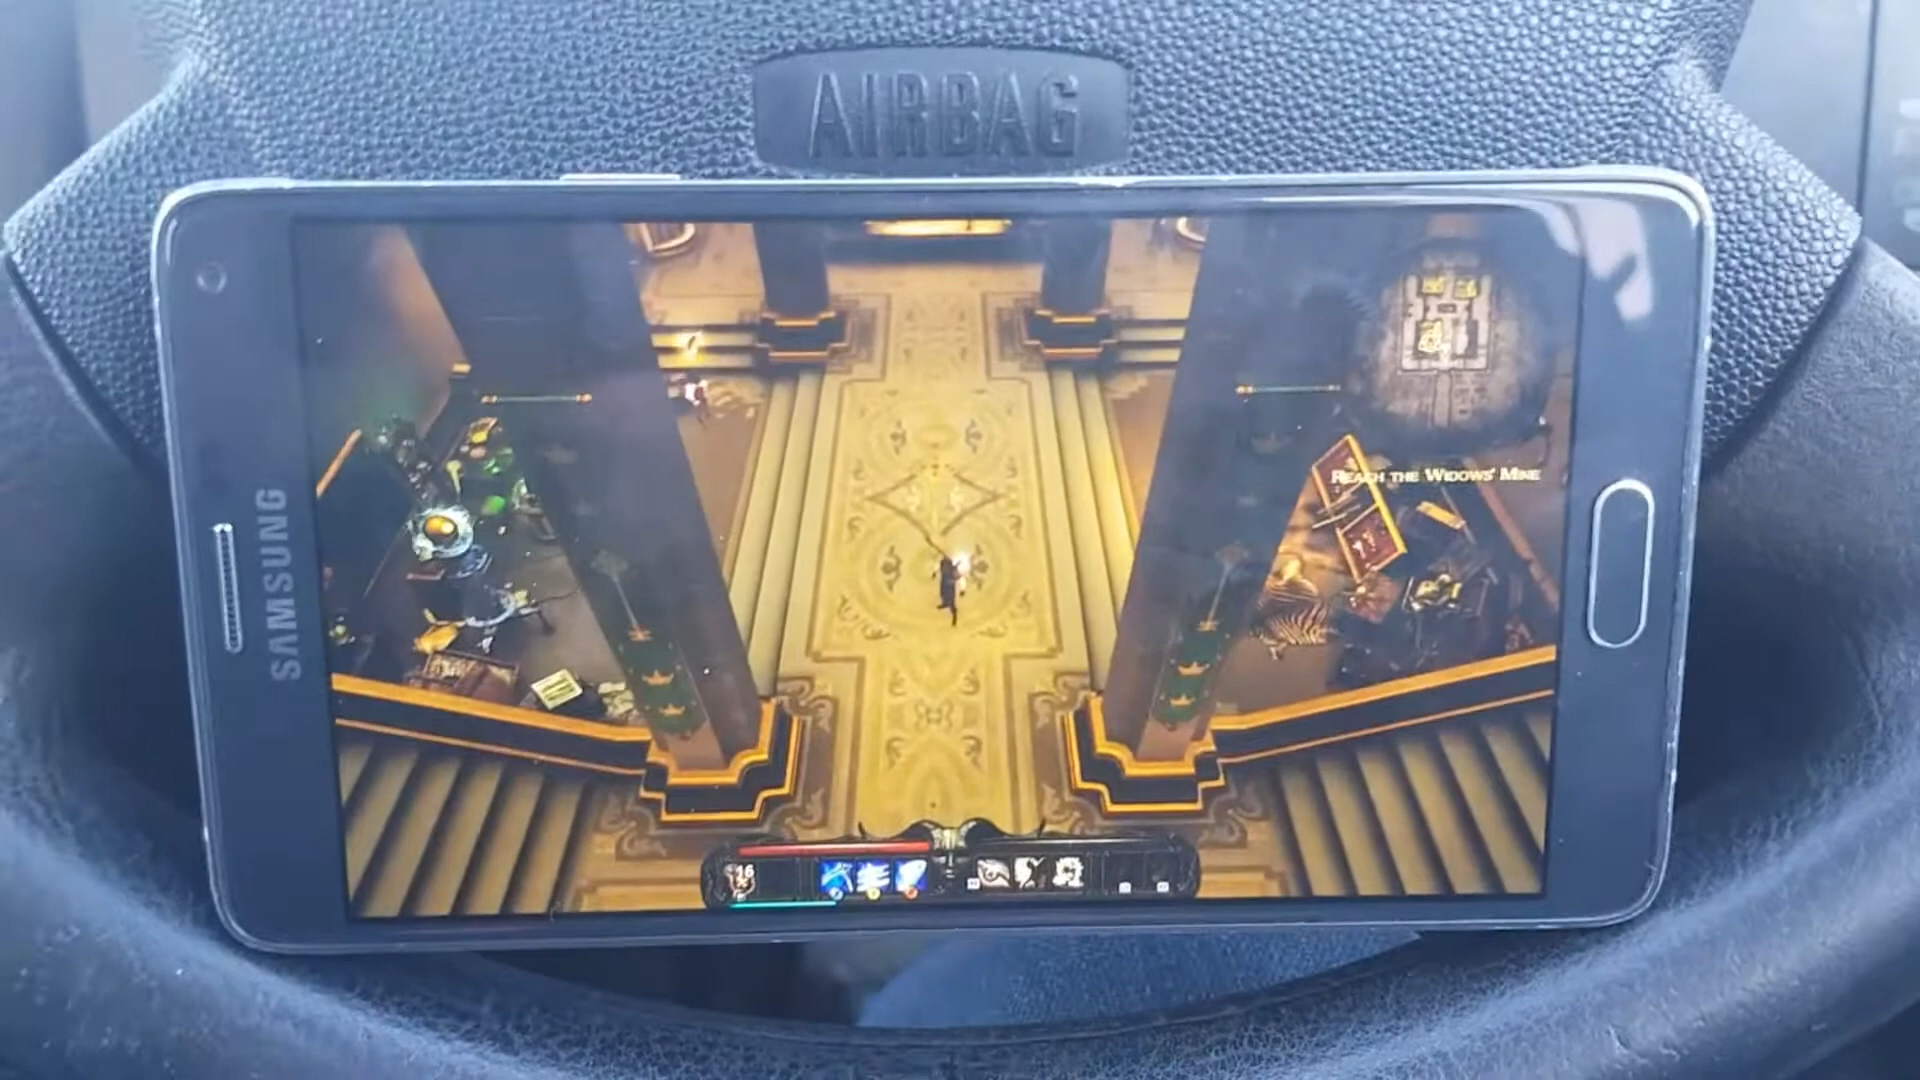 AIRBAG
SAMSUNG
REACH THE WIDOWS' MINE
16